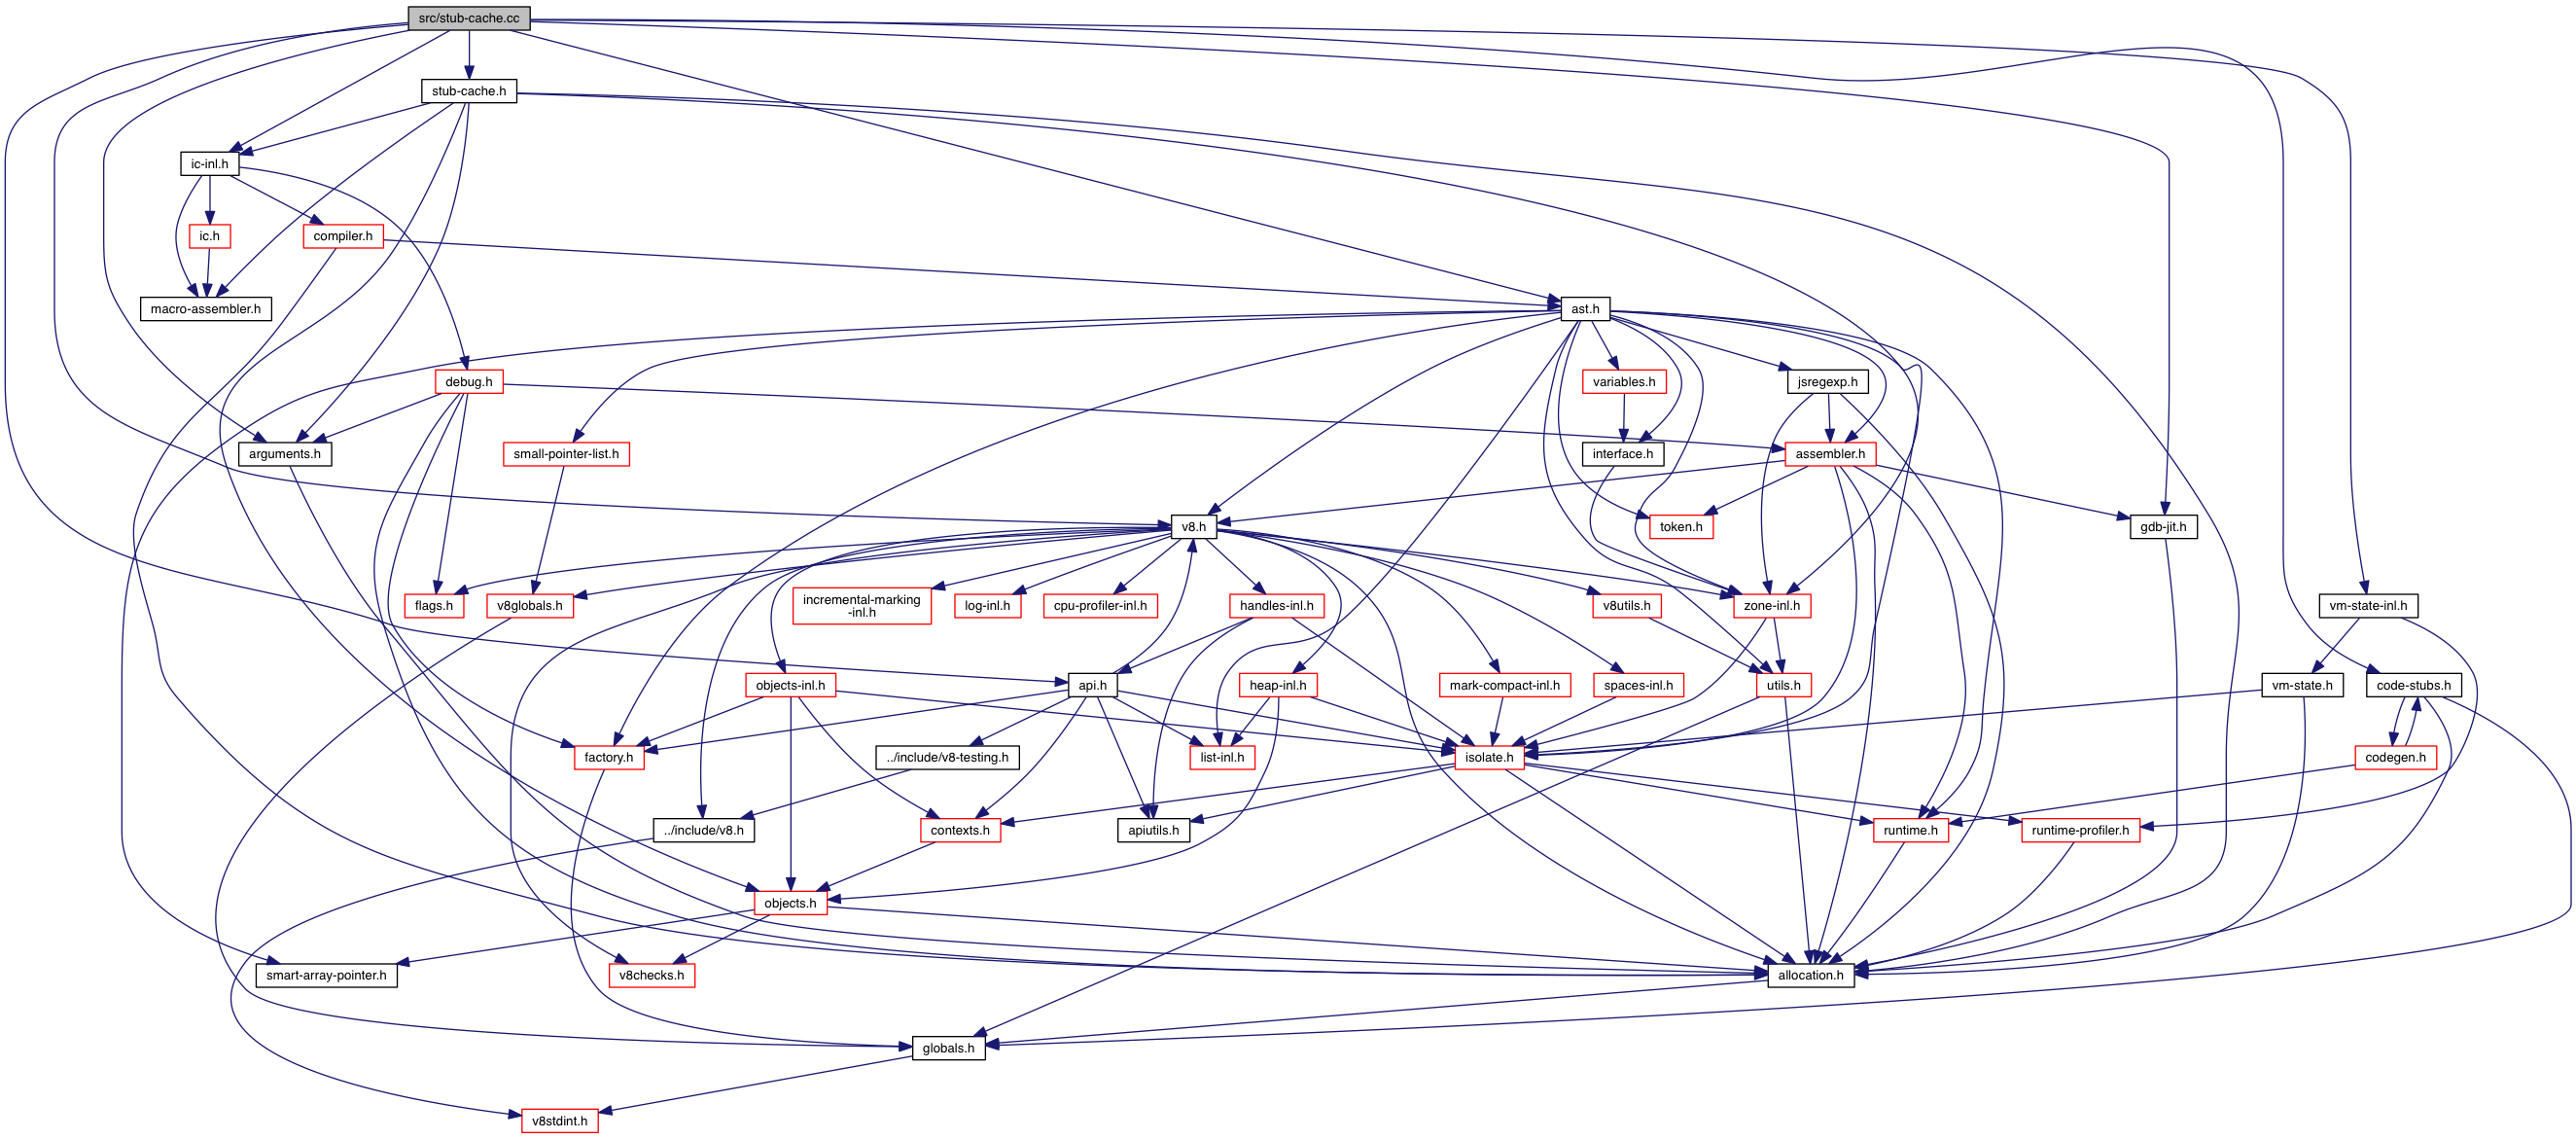 src/stub-cache.cc
stub-cache.h
ic-inl.h
ic.h
compiler.h
macro-assembler.h
ast.h
debug.h
variables.h
jsregexp.h
arguments.h
small-pointer-list.h
interface.h
assembler.h
v8.h
token.h
gdb-jit.h
flags.h
v8globals.h
incremental-marking
-inl.h
log-inl.h
cpu-profiler-inl.h
handles-inl.h
v8utils.h
zone-inl.h
vm-state-inl.h
objects-inl.h
api.h
heap-inl.h
mark-compact-inl.h
spaces-inl.h
utils.h
vm-state.h
code-stubs.h
factory.h
../include/v8-testing.h
list-inl.h
isolate.h
codegen.h
../include/v8.h
contexts.h
apiutils.h
runtime.h
runtime-profiler.h
objects.h
smart-array-pointer.h
v8checks.h
allocation.h
globals.h
v8stdint.h